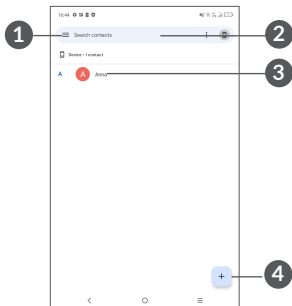 16:44
1 Search contacts 2
Device • 1 contact
A A Anna 3
+ 4